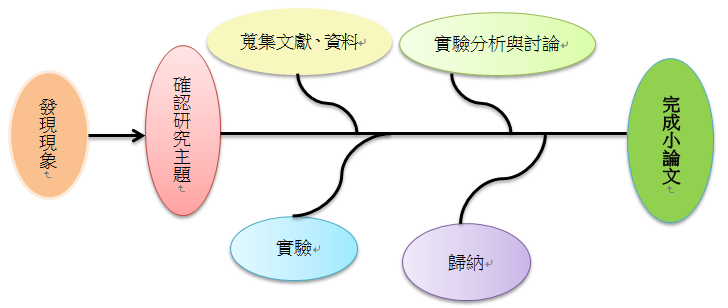 發現現象
確認研究主題
蒐集文獻、資料
實驗
實驗分析與討論
歸納
完成小論文